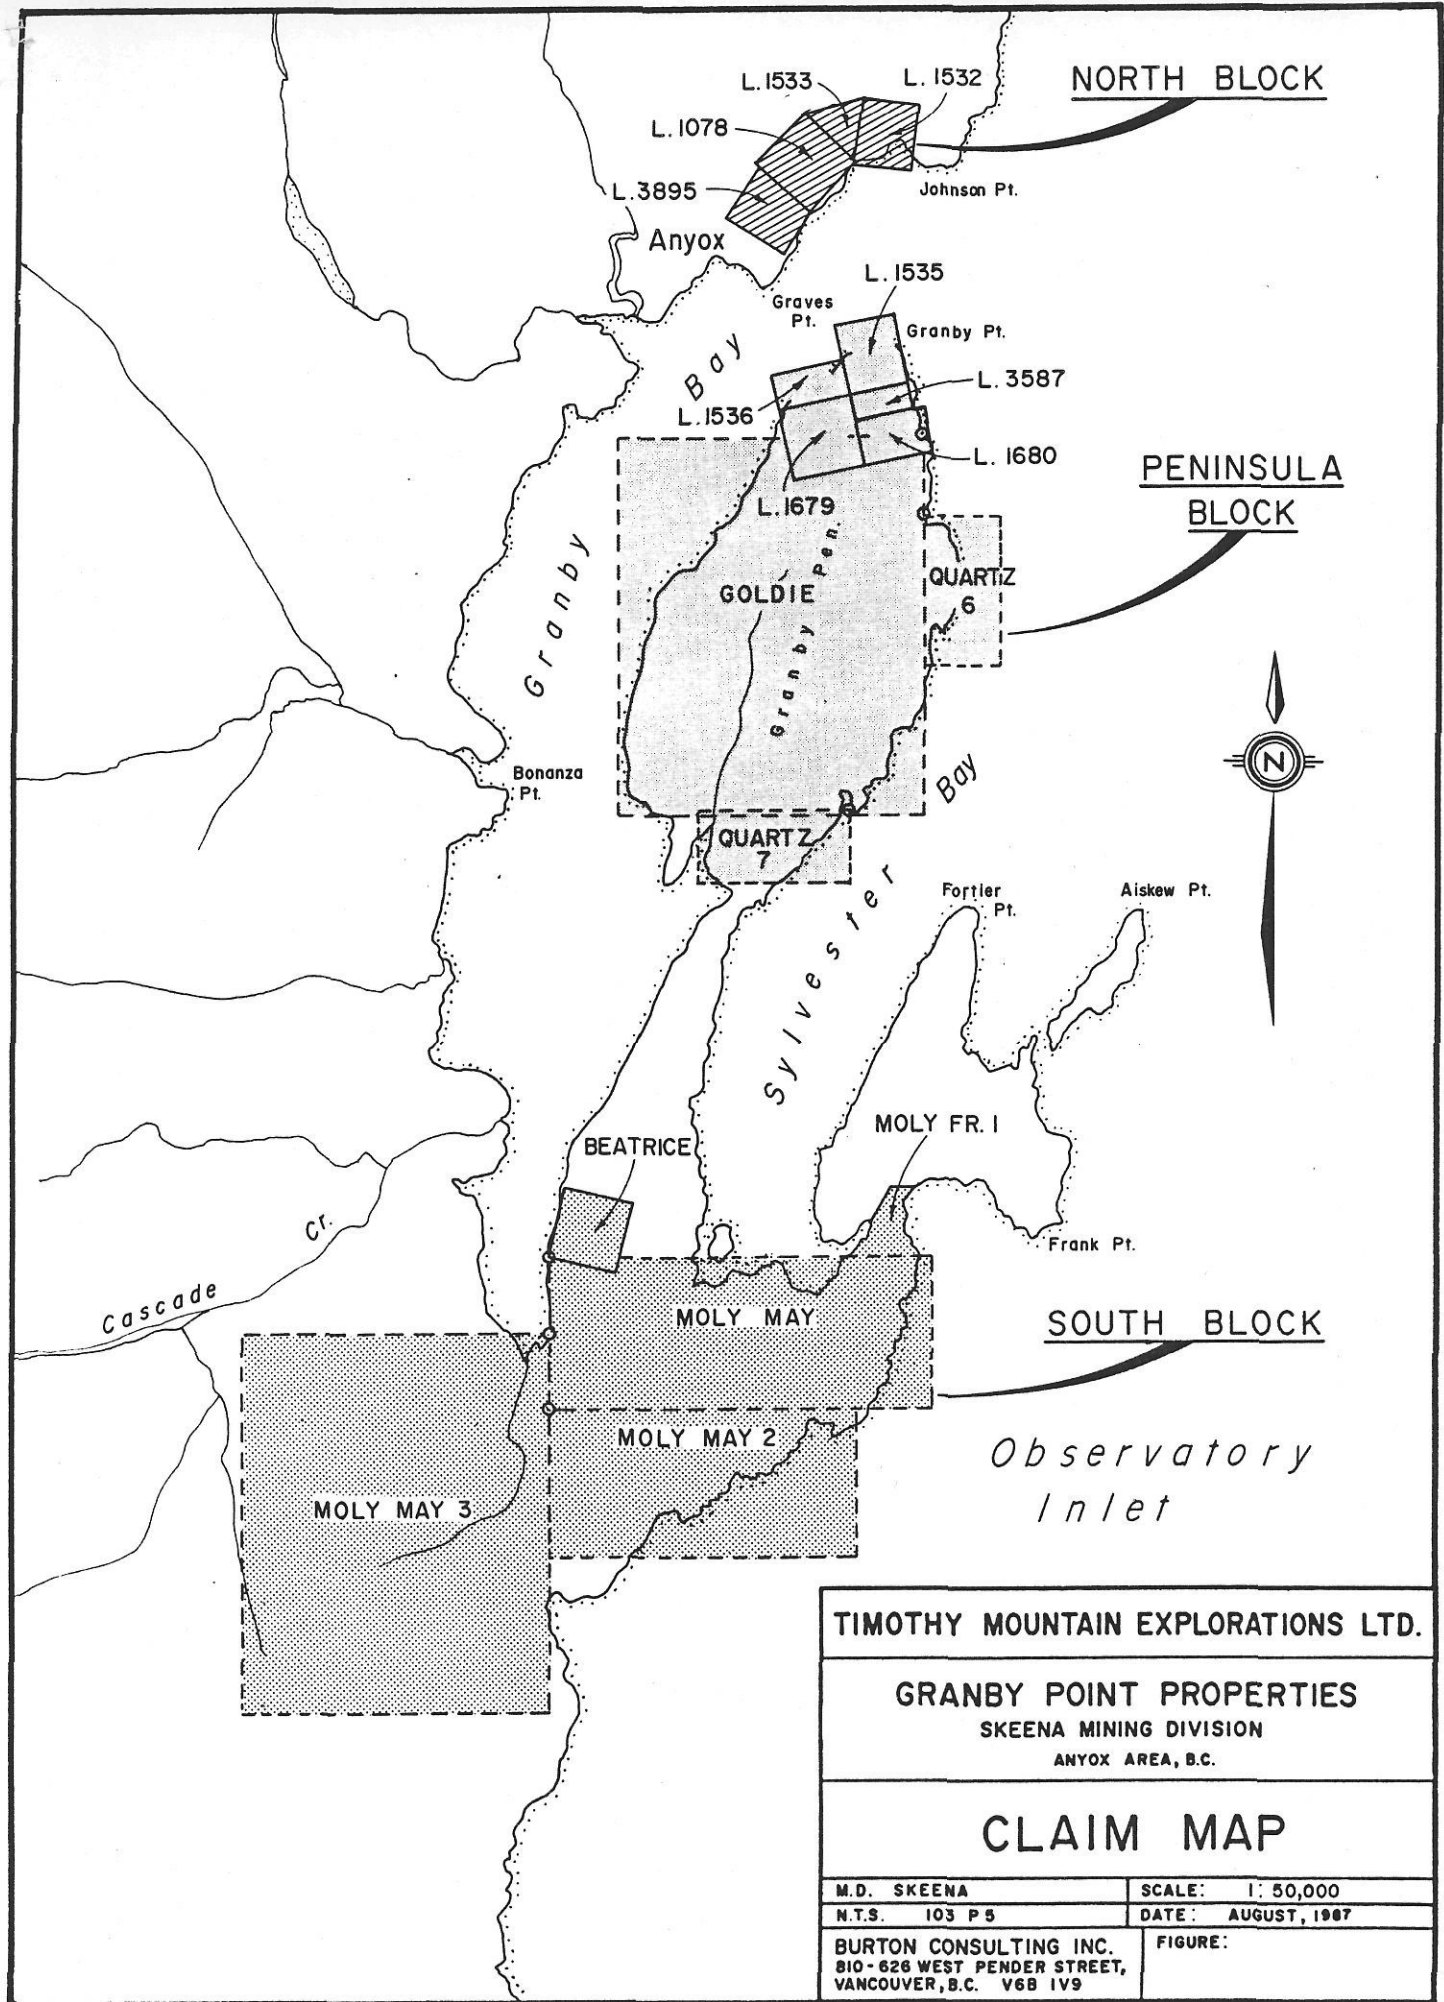 L.1533
L.1532
NORTH BLOCK
L.1078
L.3895
Johnson Pt.
Anyox
L.1535
Graves
Pt.
Granby Pt.
Bay
L.3587
L.1536
L. 1680
PENINSULA
BLOCK
L.1679
Granby
GOLDIE
Granby Pen.
QUARTZ
6
N
Bonanza
Pt.
Bay
QUARTZ
7
Sylvester
Fortier
Pt.
Aiskew Pt.
MOLY FR. 1
BEATRICE
Frank Pt.
Cr.
Cascade
MOLY MAY
SOUTH BLOCK
MOLY MAY 2
Observatory
Inlet
MOLY MAY 3
TIMOTHY MOUNTAIN EXPLORATIONS LTD.
GRANBY POINT PROPERTIES
SKEENA MINING DIVISION
ANYOX AREA, B.C.
CLAIM MAP
M.D. SKEENA
SCALE: 1: 50,000
N.T.S. 103 P 5
DATE: AUGUST, 1987
BURTON CONSULTING INC.
810-626 WEST PENDER STREET,
VANCOUVER, B.C. V6B 1V9
FIGURE: